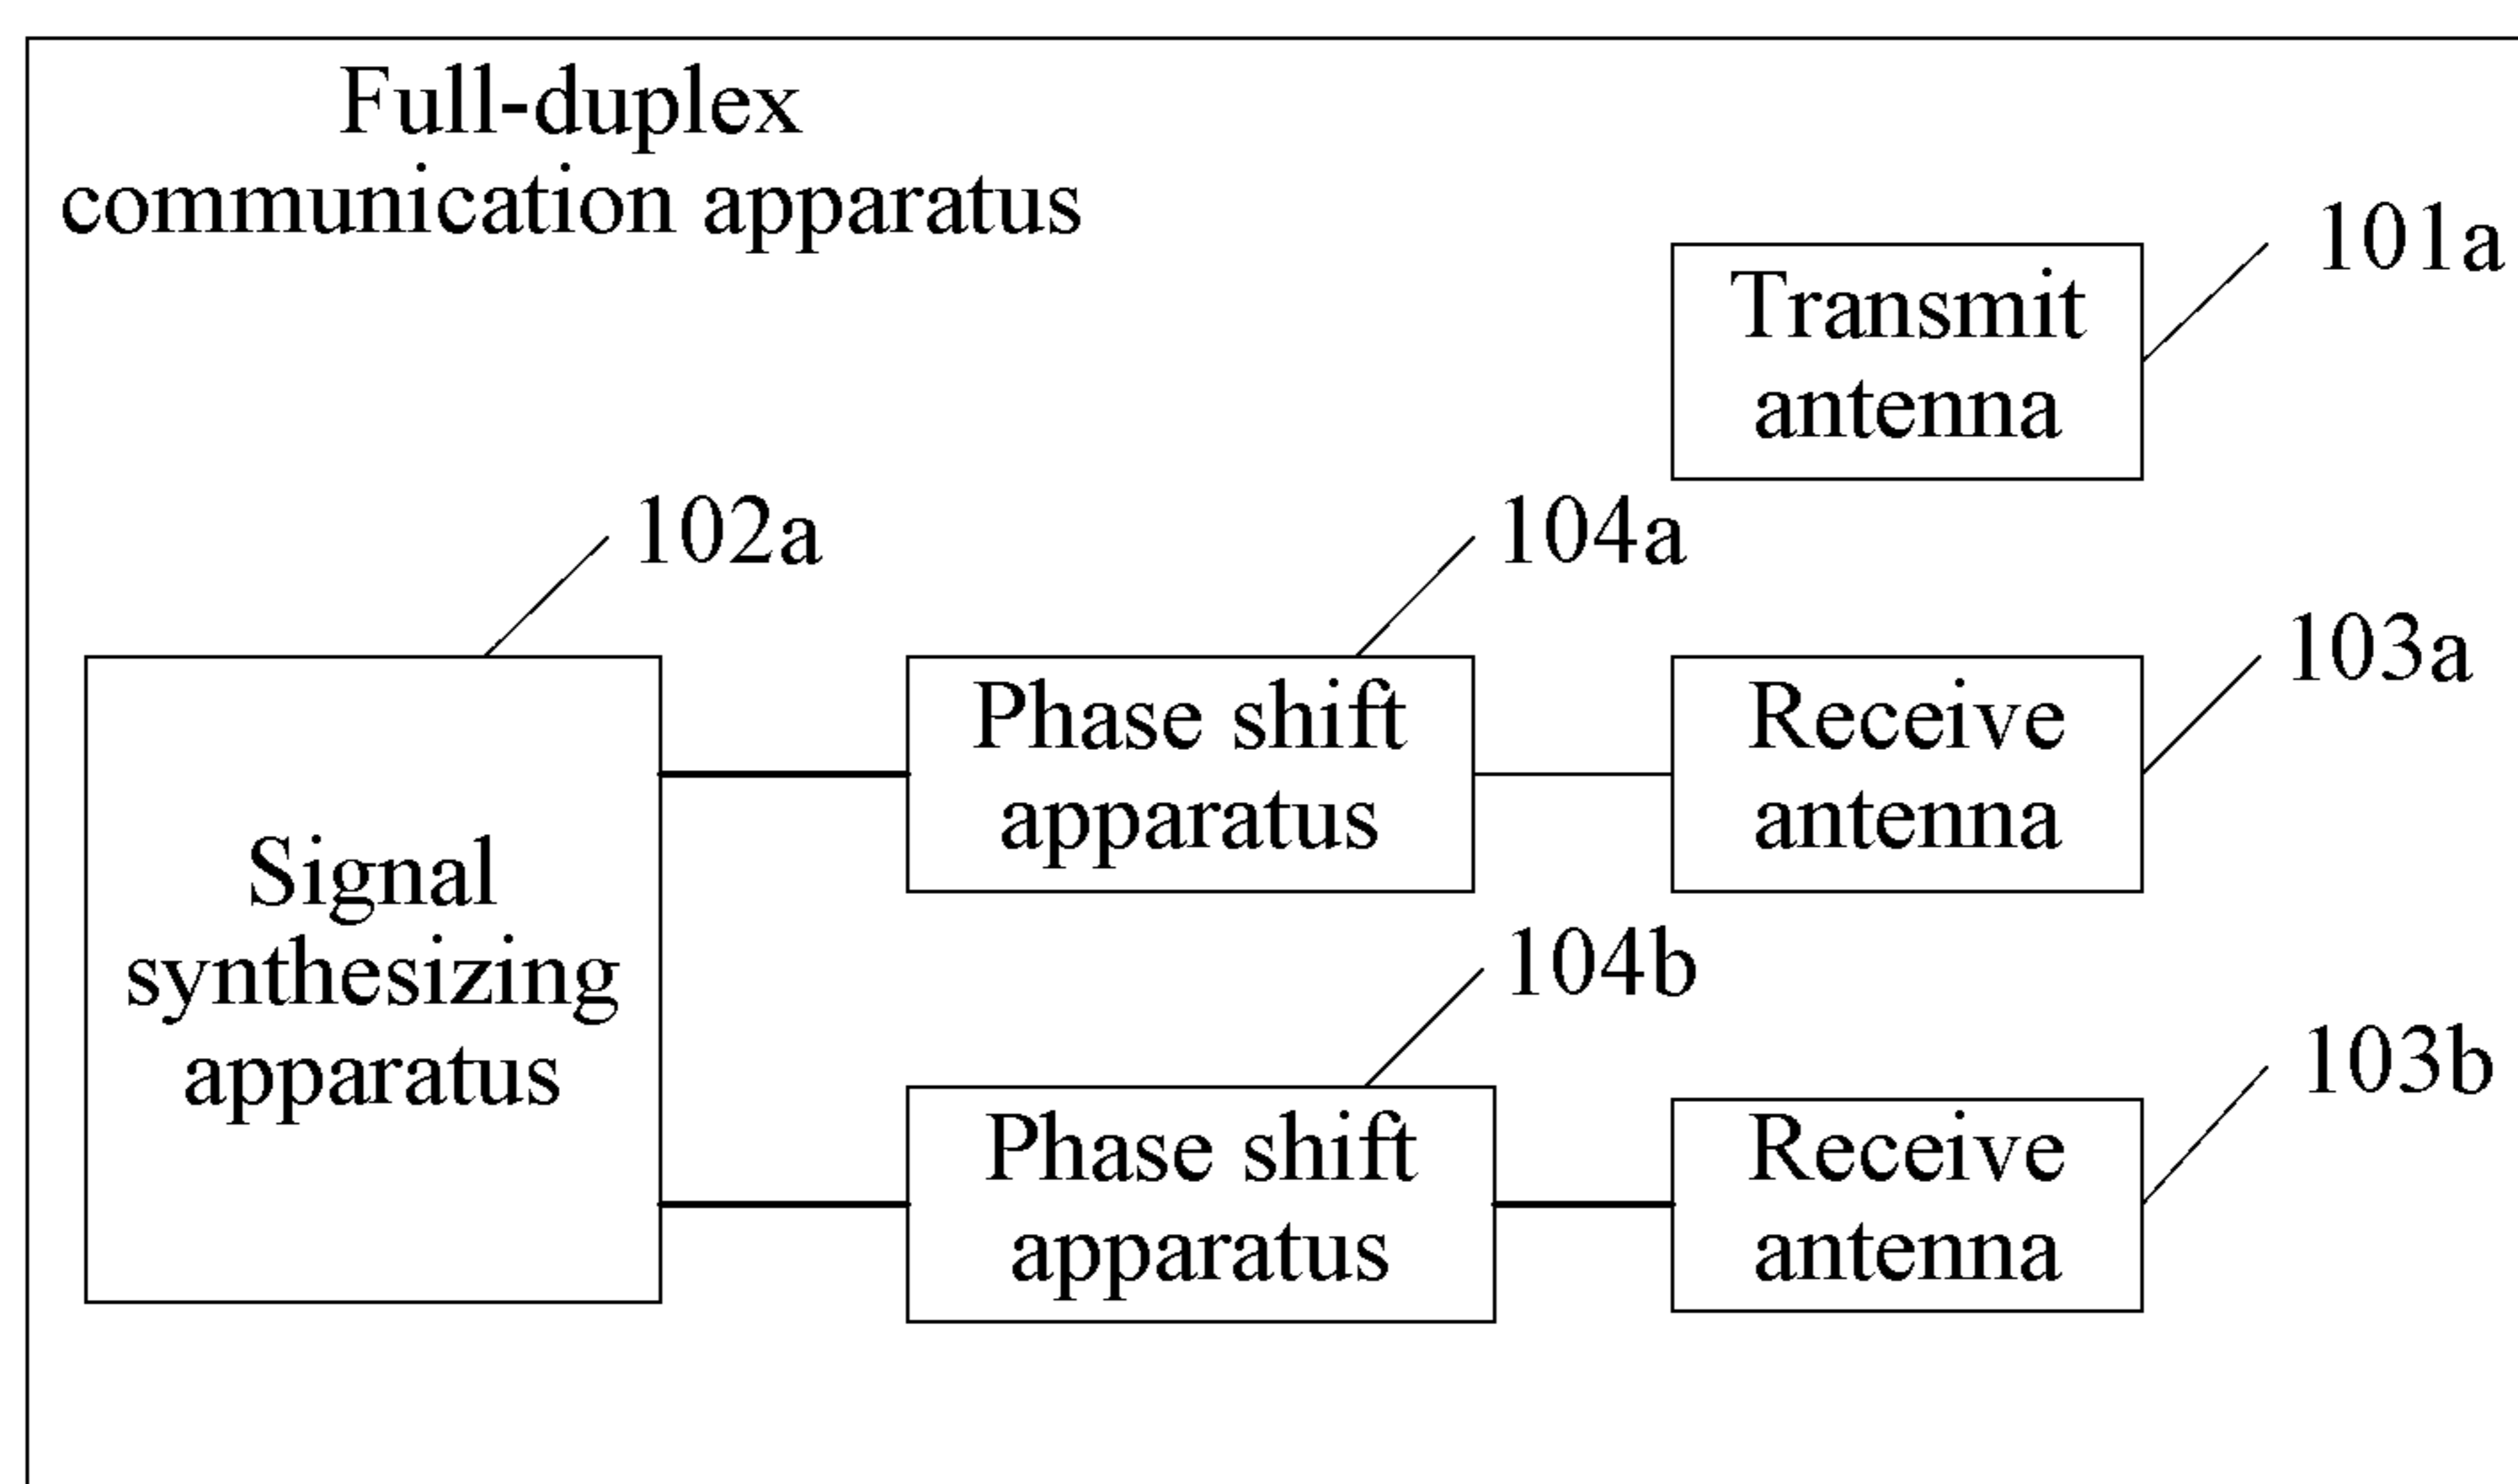 Full-duplex
communication apparatus
101a
Transmit
antenna
102a
104a
103a
Phase shift
apparatus
Receive
antenna
Signal
synthesizing
apparatus
104b
103b
Phase shift
apparatus
Receive
antenna